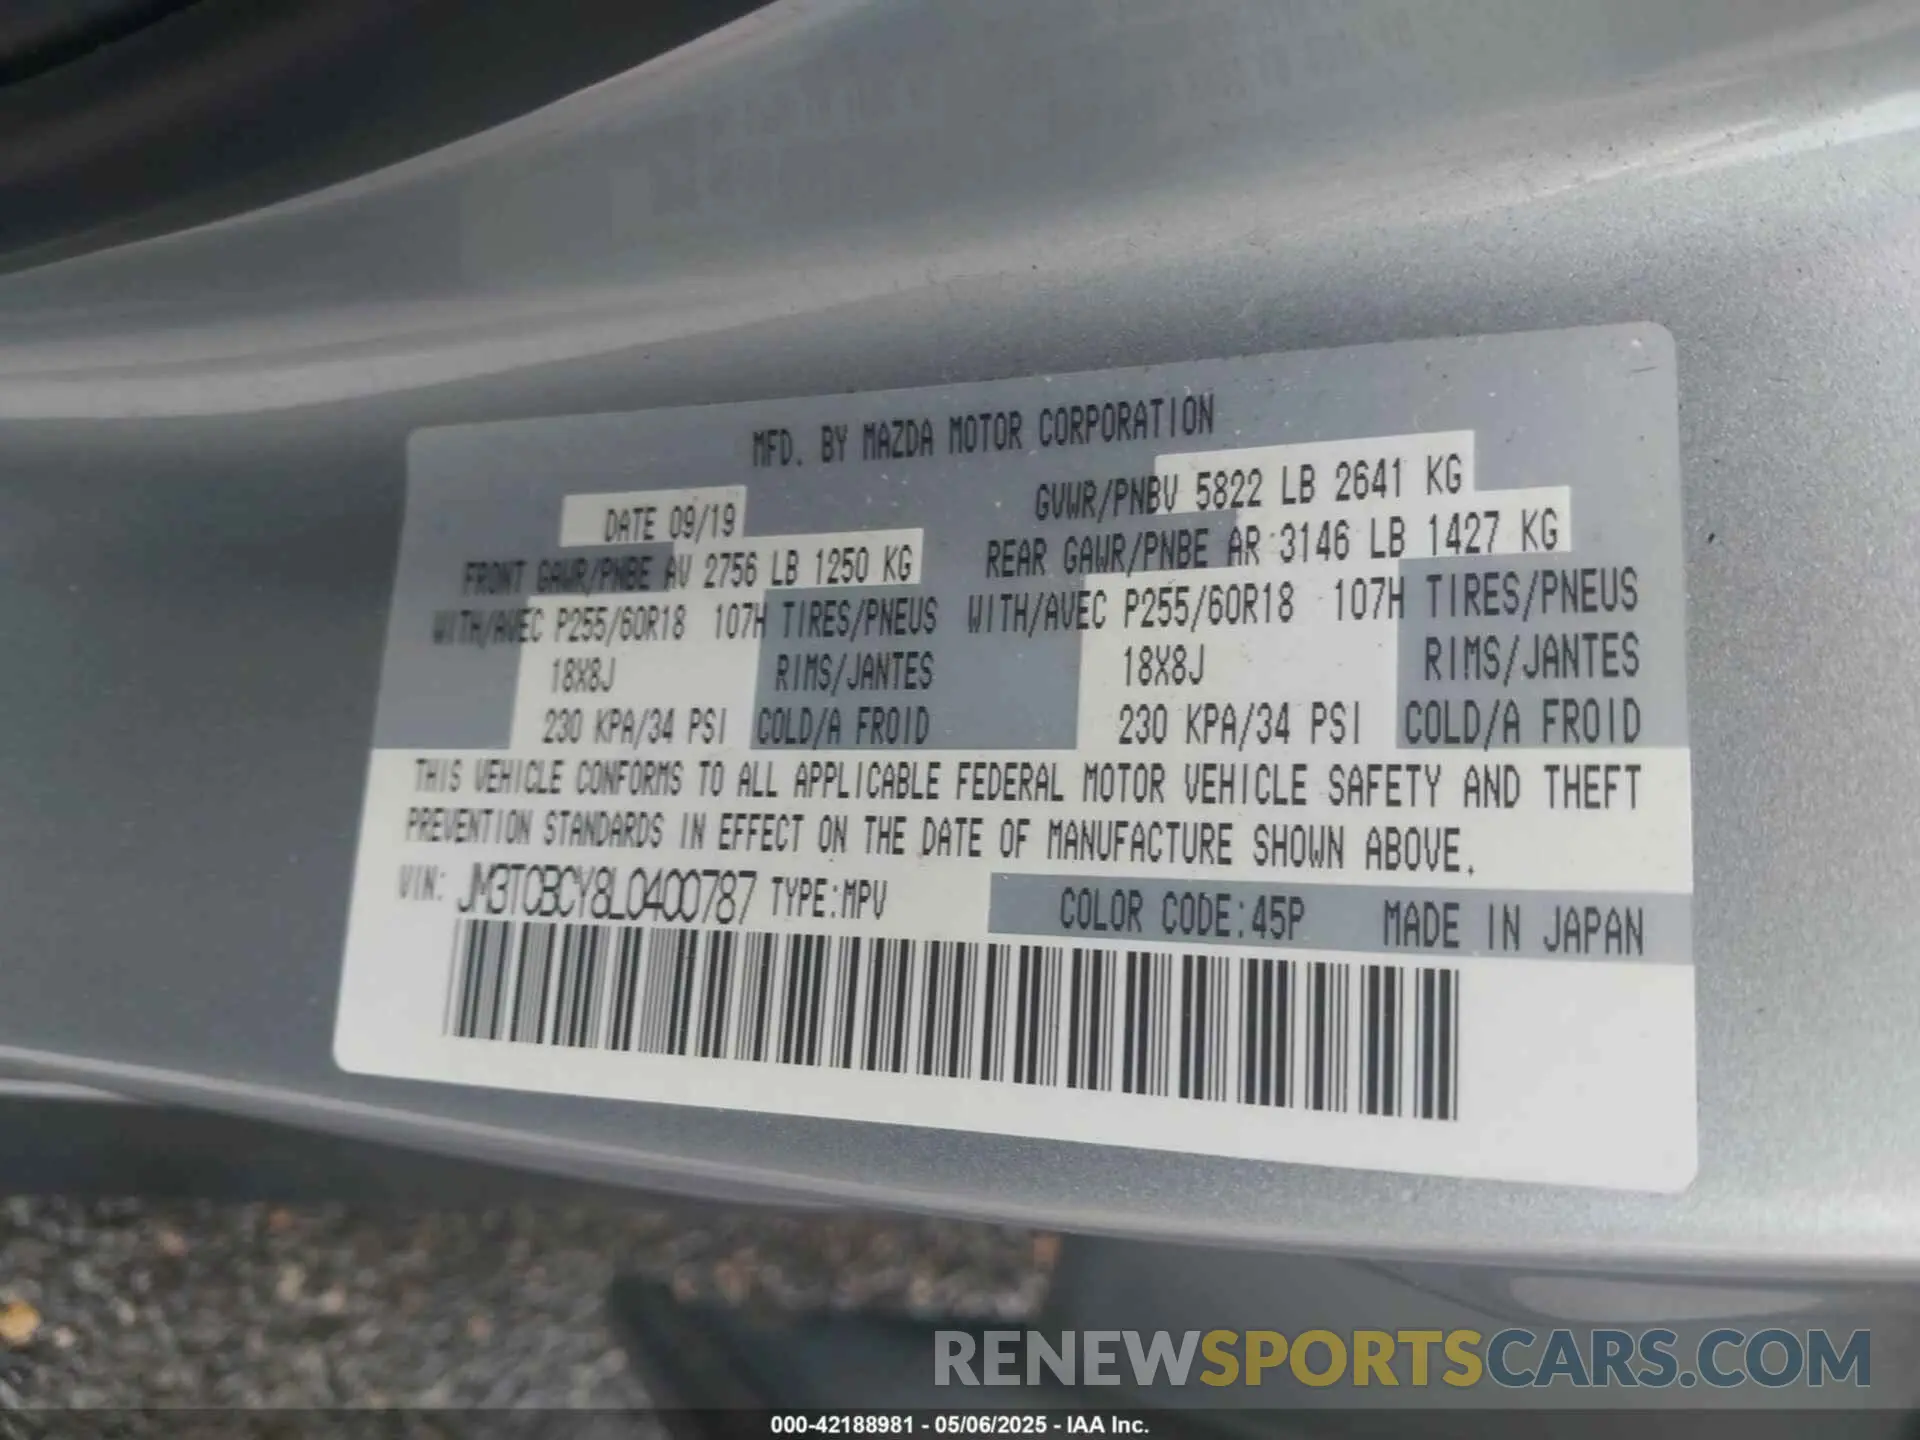 MFD. BY MAZDA MOTOR CORPORATION
DATE 09/19
GVWR/PNBV 5822 LB 2641 KG
FRONT GAWR/PNBE AV 2756 LB 1250 KG
REAR GAWR/PNBE AR 3146 LB 1427 KG
WITH/AVEC P255/60R18 107H TIRES/PNEUS WITH/AVEC P255/60R18 107H TIRES/PNEUS
18X8J RIMS/JANTES 18X8J RIMS/JANTES
230 KPA/34 PSI COLD/A FROID 230 KPA/34 PSI COLD/A FROID
THIS VEHICLE CONFORMS TO ALL APPLICABLE FEDERAL MOTOR VEHICLE SAFETY AND THEFT
PREVENTION STANDARDS IN EFFECT ON THE DATE OF MANUFACTURE SHOWN ABOVE.
VIN: JM3TCBCY8L0400787 TYPE:MPV COLOR CODE:45P MADE IN JAPAN
RENEWSPORTSCARS.COM
000-42188981 - 05/06/2025 - IAA Inc.